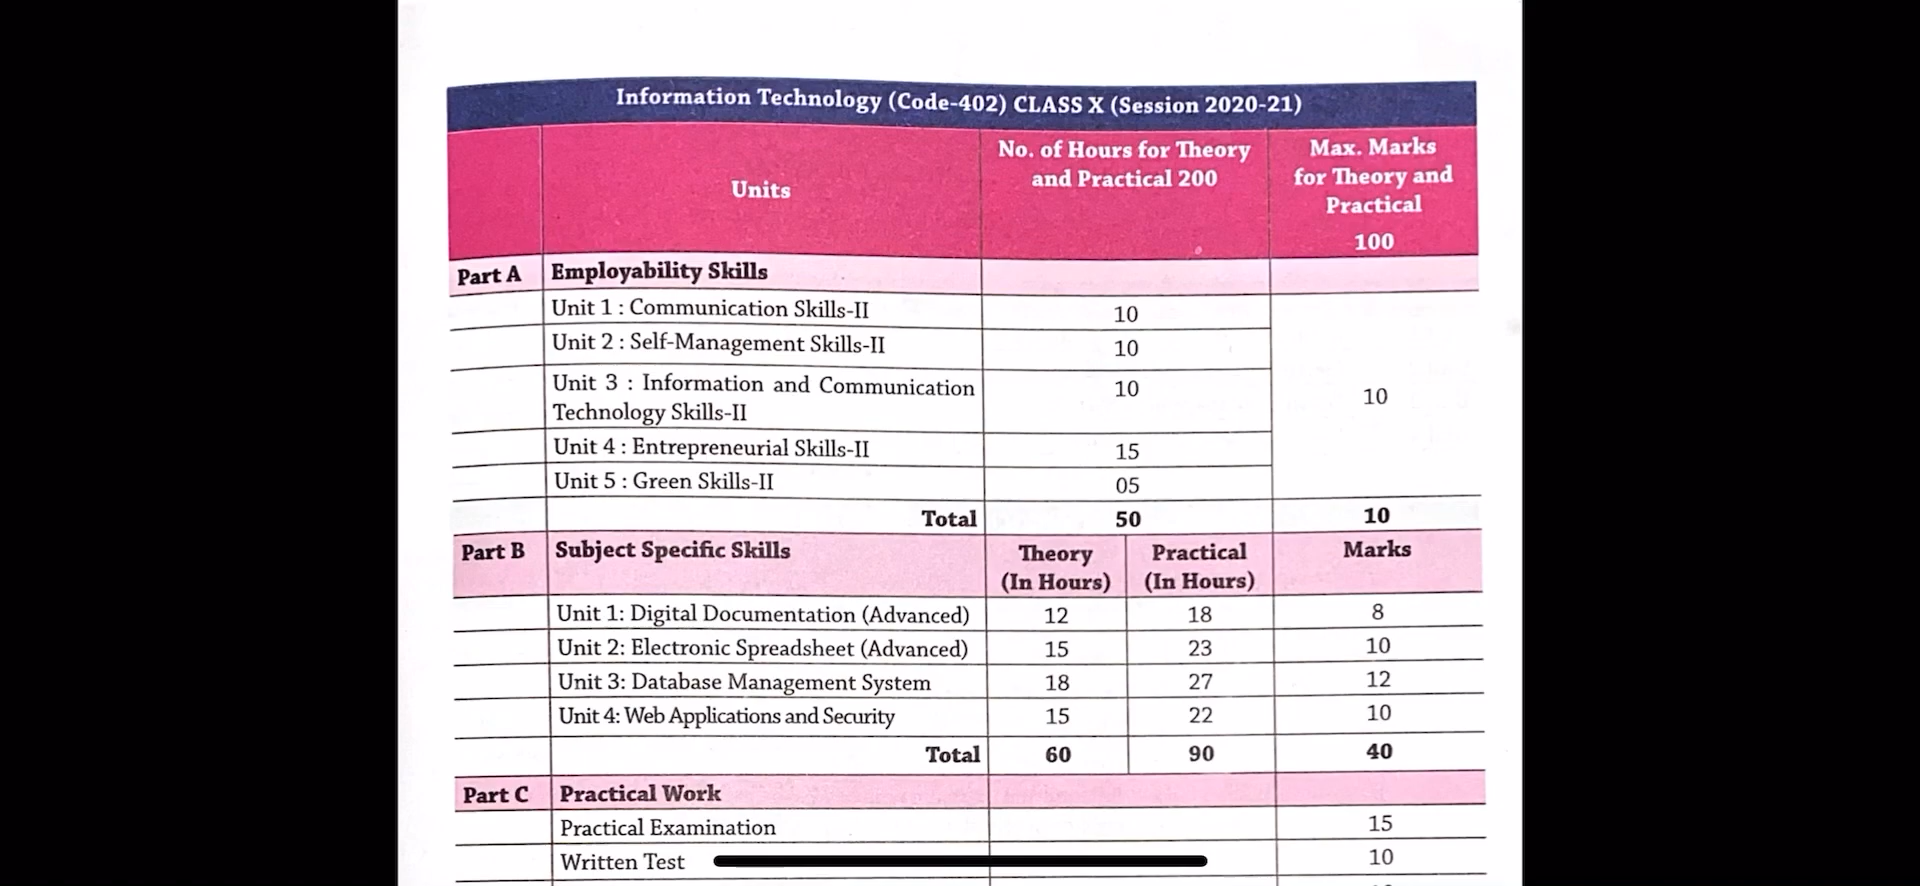 Information Technology (Code-402) CLASS X (Session 2020-21)
Units
No. of Hours for Theory
and Practical 200
Max. Marks
for Theory and
Practical
100
Part A Employability Skills
Unit 1 : Communication Skills-II 10
Unit 2 : Self-Management Skills-II 10
Unit 3 : Information and Communication
Technology Skills-II 10
10
Unit 4 : Entrepreneurial Skills-II 15
Unit 5 : Green Skills-II 05
Total 50 10
Part B Subject Specific Skills
Theory
(In Hours)
Practical
(In Hours)
Marks
Unit 1: Digital Documentation (Advanced) 12 18 8
Unit 2: Electronic Spreadsheet (Advanced) 15 23 10
Unit 3: Database Management System 18 27 12
Unit 4: Web Applications and Security 15 22 10
Total 60 90 40
Part C Practical Work
Practical Examination 15
Written Test 10